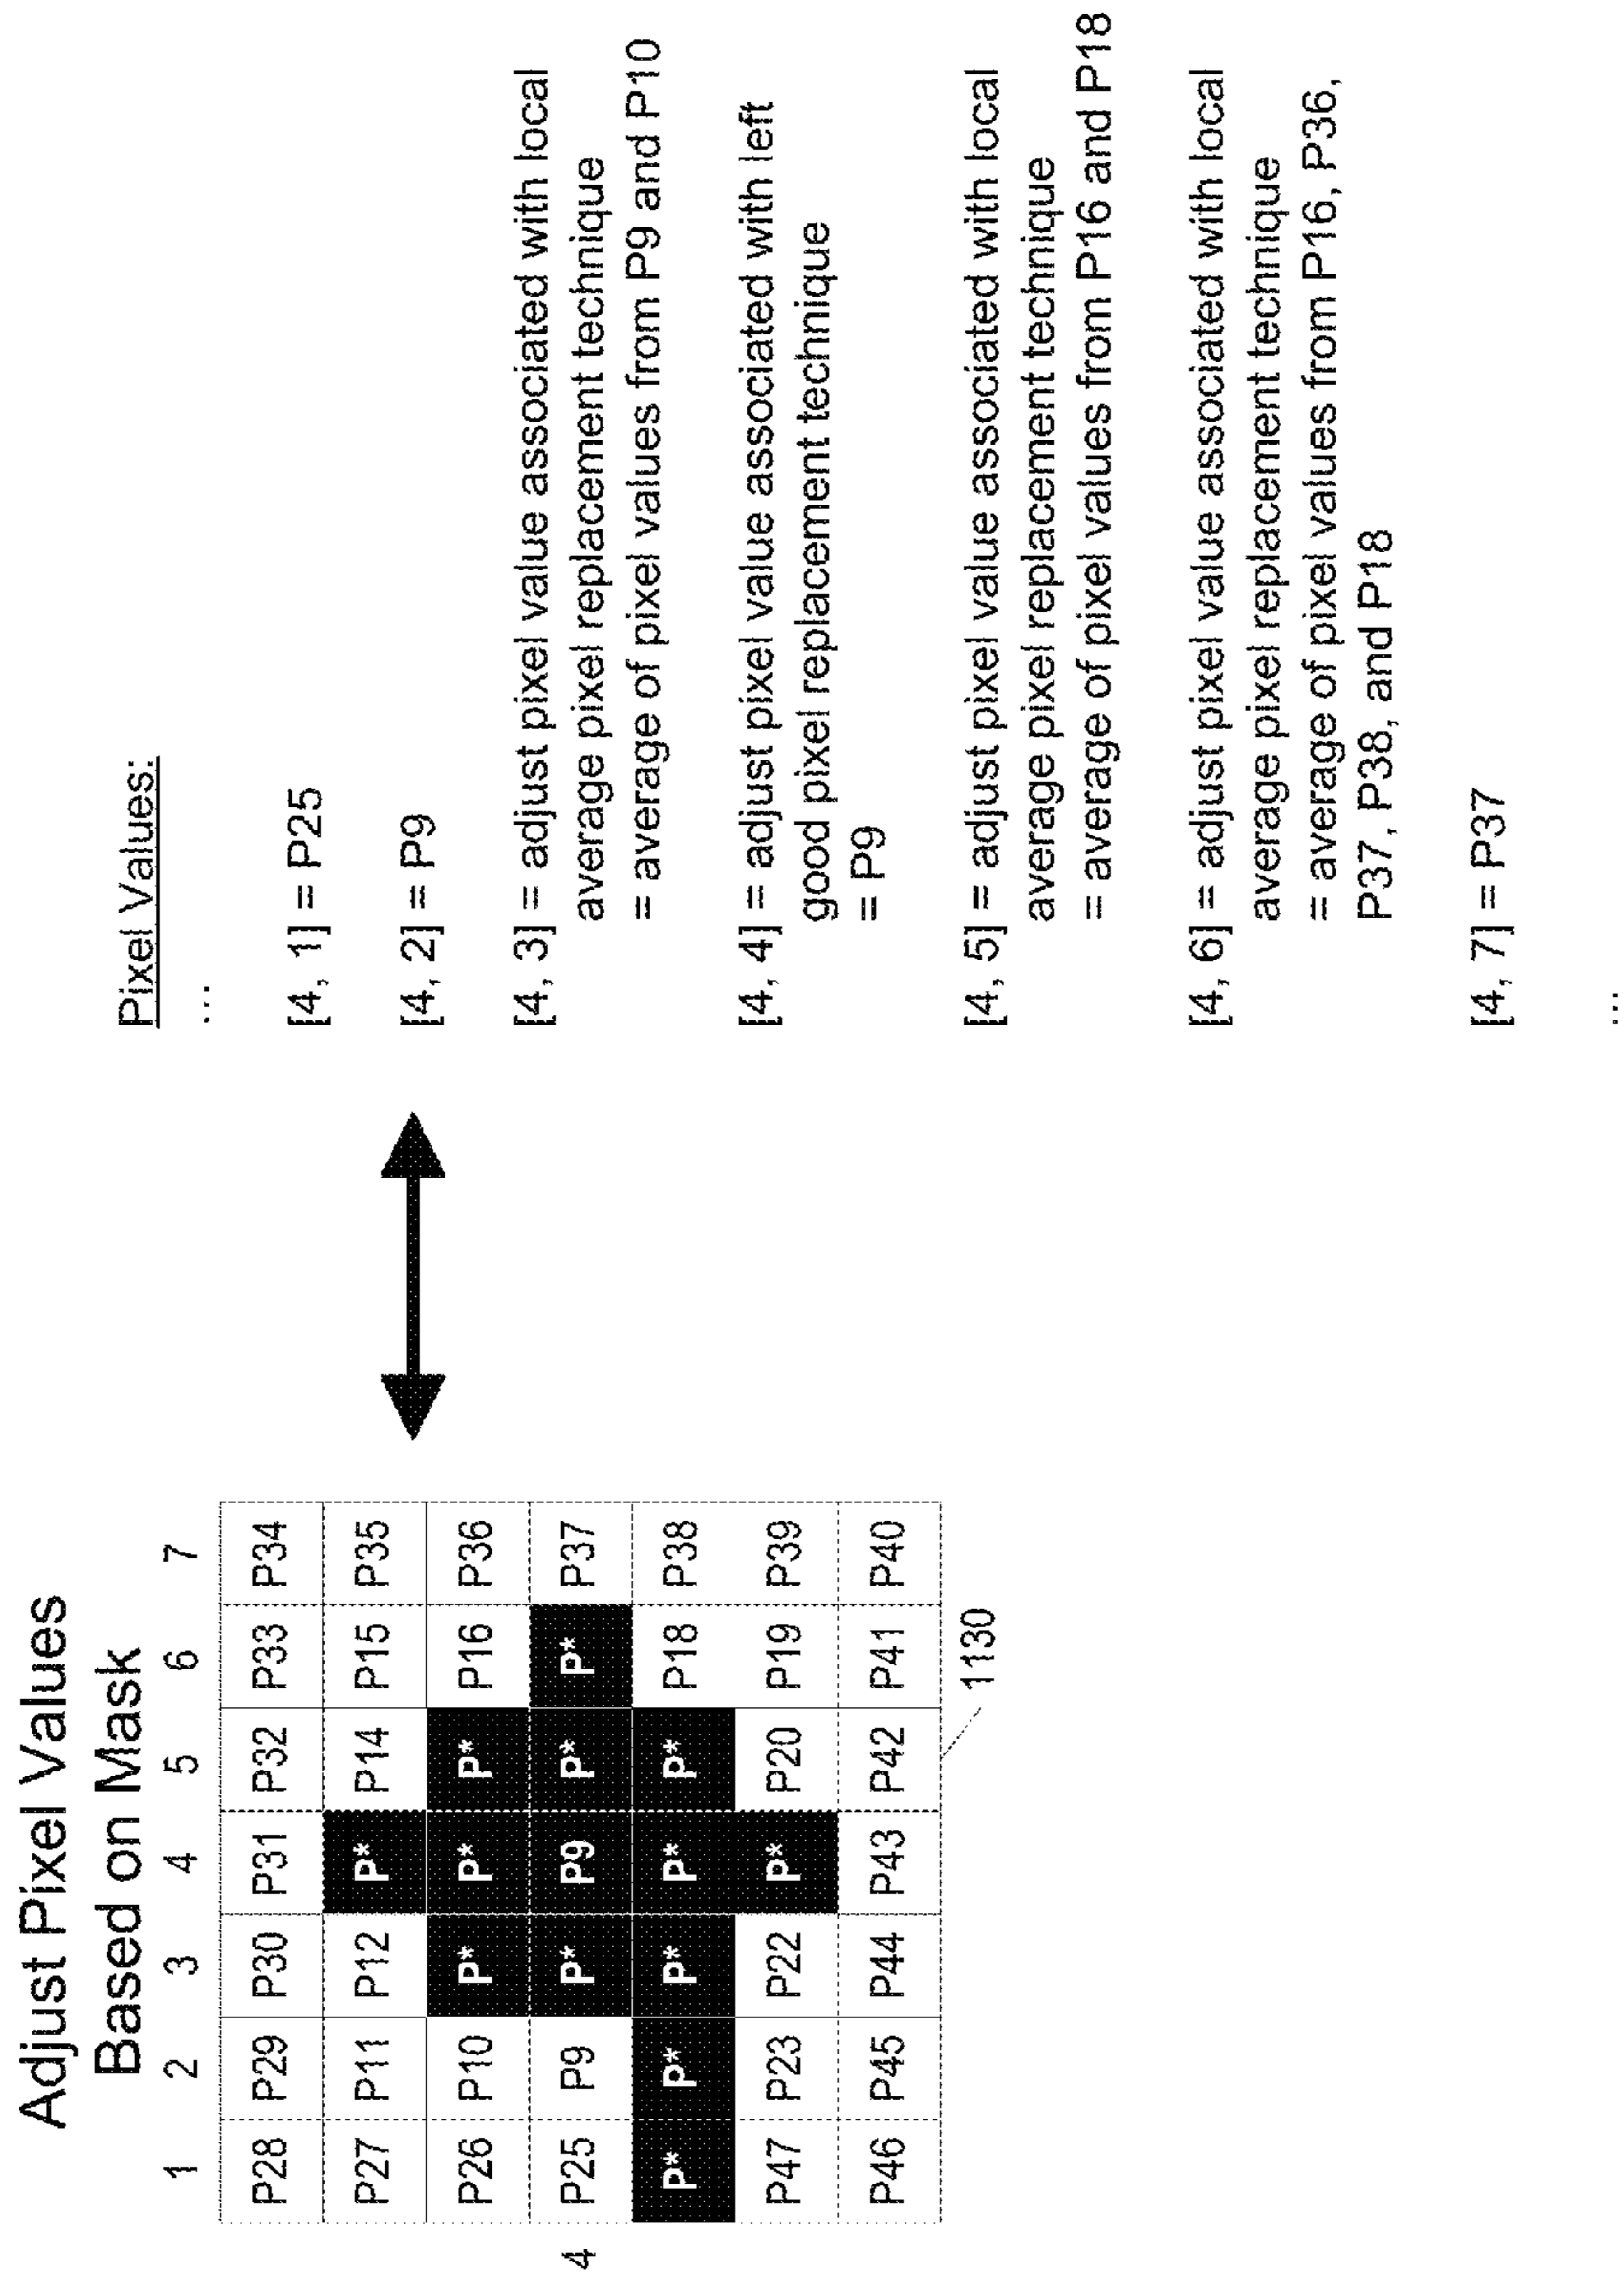 Adjust Pixel Values
Based on Mask
1 2 3 4 5 6 7
P28 P29 P30 P31 P32 P33 P34
P27 P11 P12 P* P14 P15 P35
P26 P10 P* P* P* P16 P36
4 P25 P9 P* P9 P* P* P37
P* P* P* P* P* P18 P38
P47 P23 P22 P* P20 P19 P39
P46 P45 P44 P43 P42 P41 P40
1130
Pixel Values:
...
[4, 1] = P25
[4, 2] = P9
[4, 3] = adjust pixel value associated with local
average pixel replacement technique
= average of pixel values from P9 and P10
[4, 4] = adjust pixel value associated with left
good pixel replacement technique
= P9
[4, 5] = adjust pixel value associated with local
average pixel replacement technique
= average of pixel values from P16 and P18
[4, 6] = adjust pixel value associated with local
average pixel replacement technique
= average of pixel values from P16, P36,
P37, P38, and P18
[4, 7] = P37
...